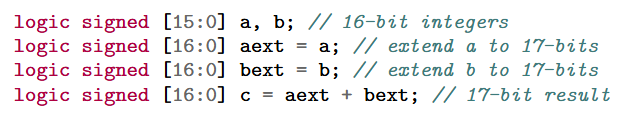 logic signed [15:0] a, b; // 16-bit integers
logic signed [16:0] aext = a; // extend a to 17-bits
logic signed [16:0] bext = b; // extend b to 17-bits
logic signed [16:0] c = aext + bext; // 17-bit result